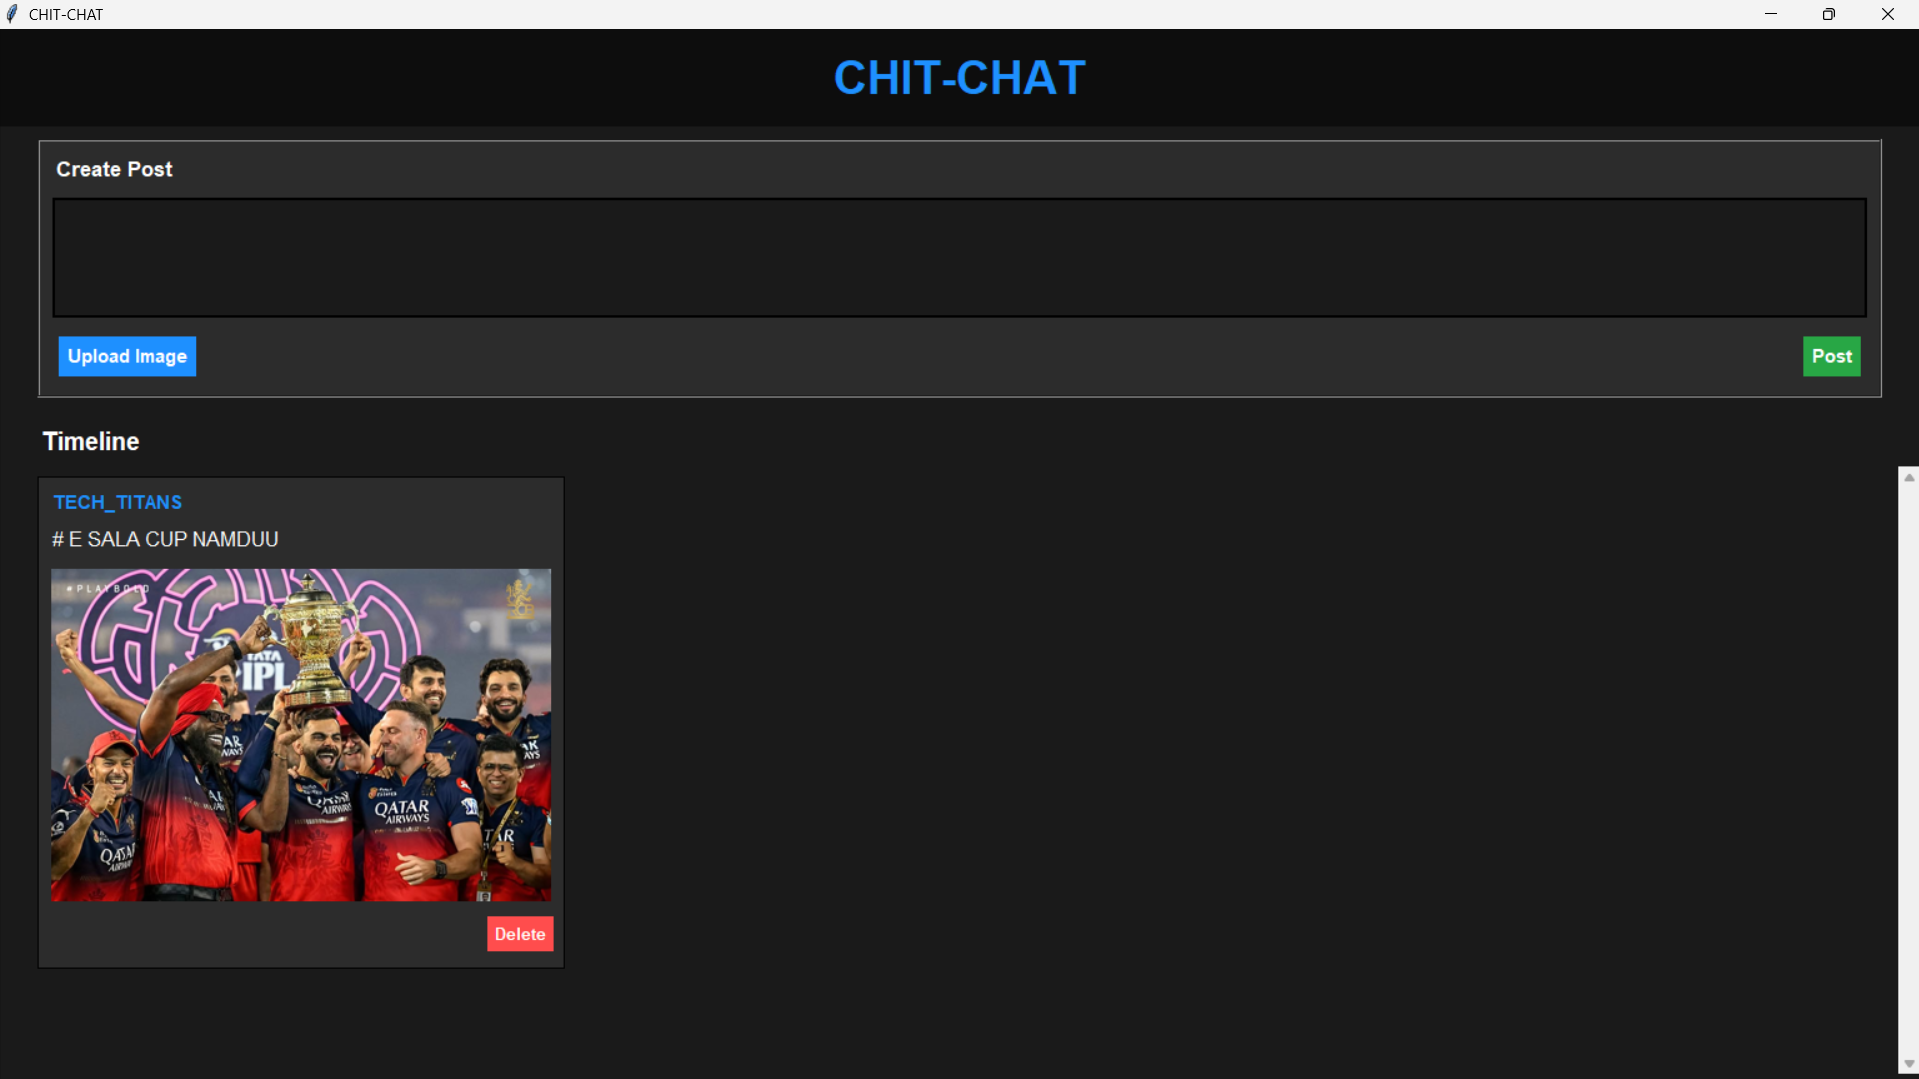 CHIT-CHAT
CHIT-CHAT
Create Post
Upload Image
Post
Timeline
TECH_TITANS
# E SALA CUP NAMDUU
#PLAYBOLD
TATA
IPL
QATAR
AIRWAYS
QATAR
AIRWAYS
Delete